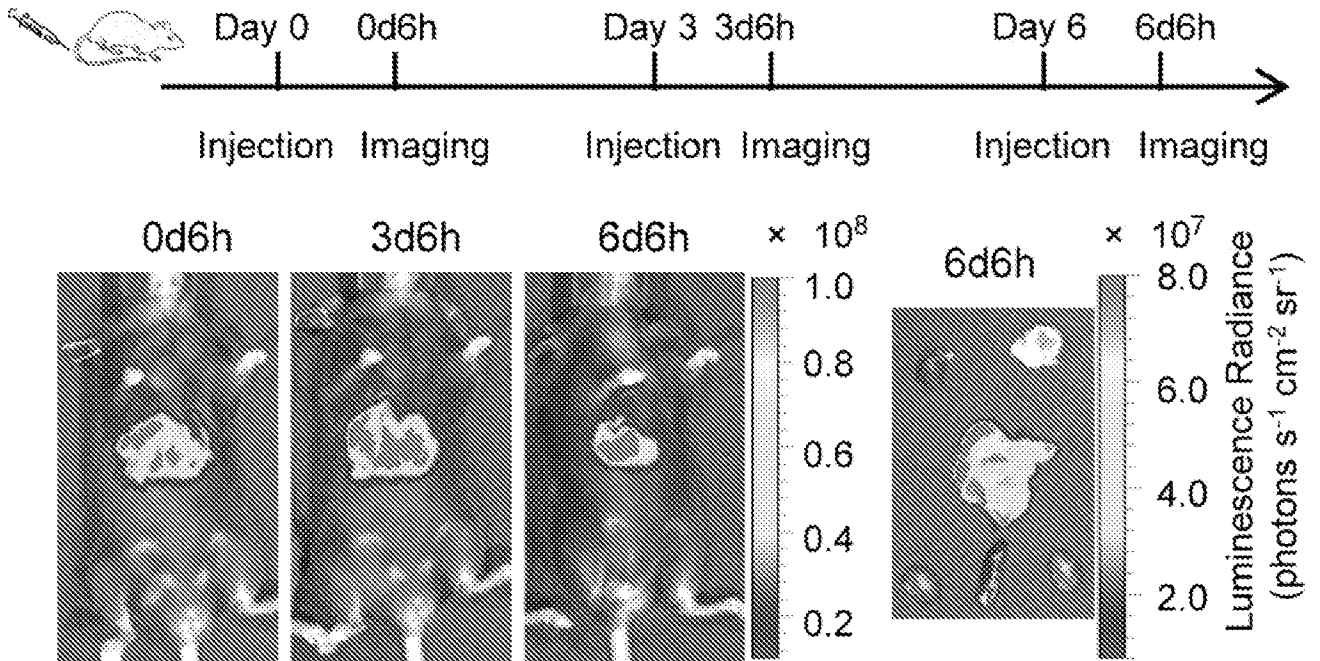 Day 0 0d6h Day 3 3d6h Day 6 6d6h
Injection Imaging Injection Imaging Injection Imaging
0d6h 3d6h 6d6h × 10⁸ 6d6h × 10⁷
1.0
0.8
0.6
0.4
0.2
8.0
6.0
4.0
2.0
Luminescence Radiance
(photons s⁻¹ cm⁻² sr⁻¹)